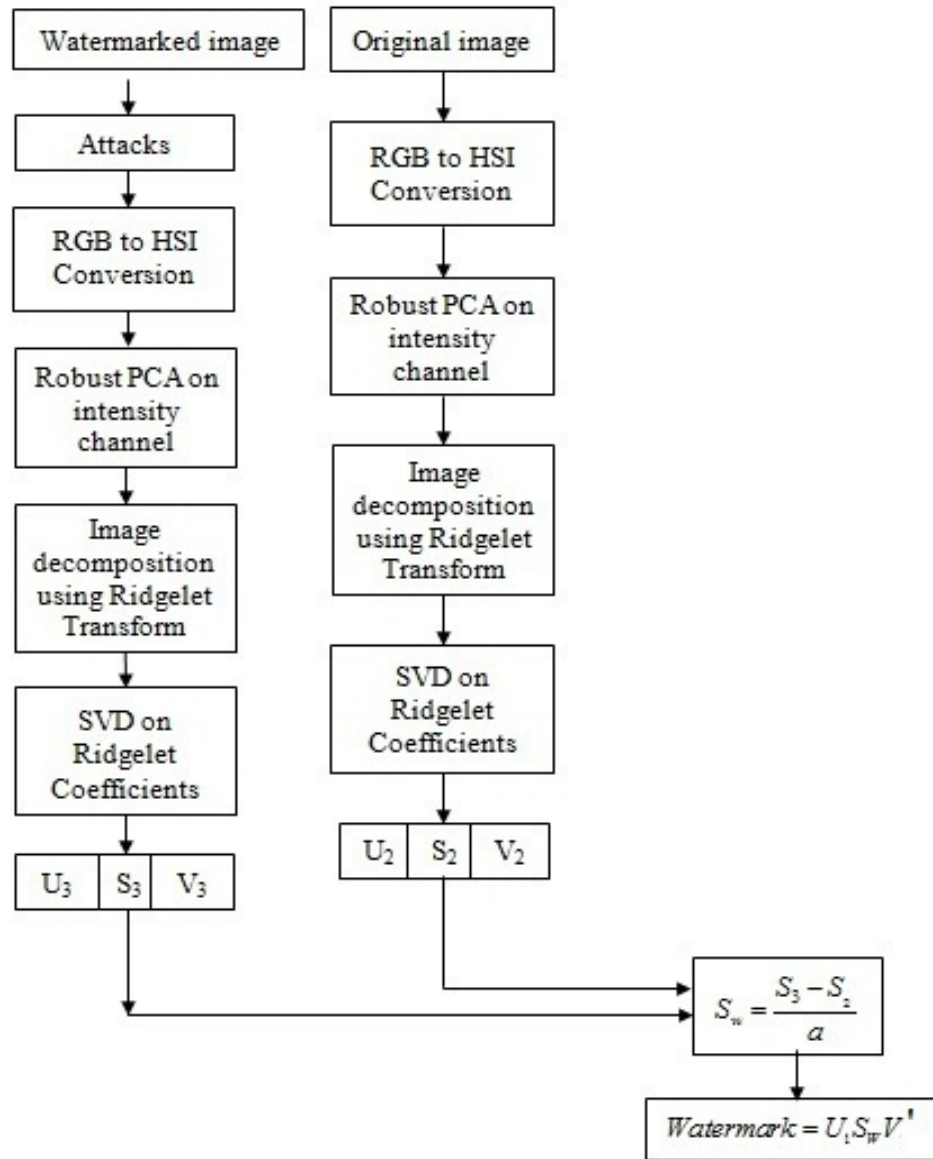 Watermarked image
Attacks
RGB to HSI
Conversion
Robust PCA on
intensity
channel
Image
decomposition
using Ridgelet
Transform
SVD on
Ridgelet
Coefficients
U₃ S₃ V₃
Original image
RGB to HSI
Conversion
Robust PCA on
intensity
channel
Image
decomposition
using Ridgelet
Transform
SVD on
Ridgelet
Coefficients
U₂ S₂ V₂
S_w = (S₃ − S₂) / a
Watermark = U₁S_WV'